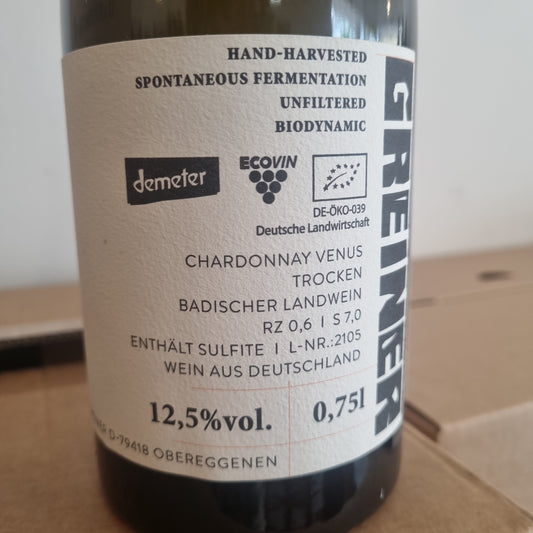 HAND-HARVESTED
SPONTANEOUS FERMENTATION
UNFILTERED
BIODYNAMIC
demeter
ECOVIN
DE-ÖKO-039
Deutsche Landwirtschaft
CHARDONNAY VENUS
TROCKEN
BADISCHER LANDWEIN
RZ 0,6 I S 7,0
ENTHÄLT SULFITE I L-NR.:2105
WEIN AUS DEUTSCHLAND
12,5%vol. 0,75l
D-79418 OBEREGGENEN
GREINER